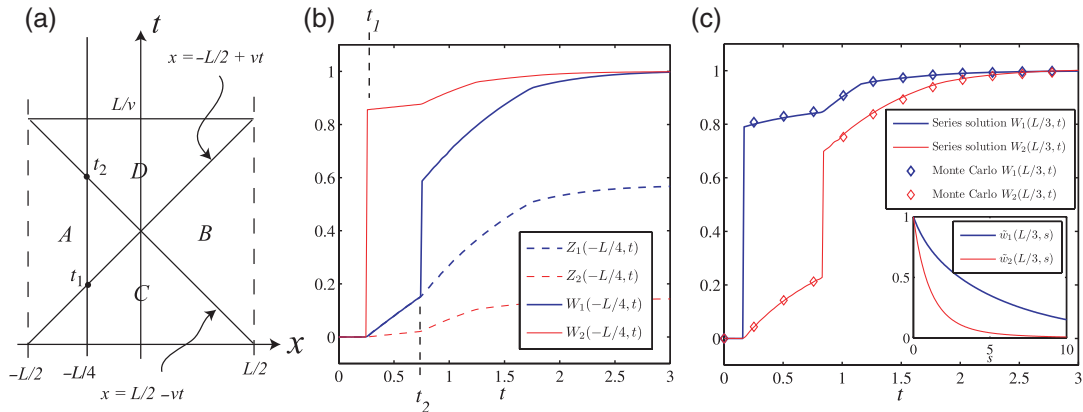 (a)
t
x = -L/2 + vt
L/v
t2
D
A
B
t1
C
x
-L/2
-L/4
L/2
x = L/2 -vt
(b)
t1
1
0.8
0.6
0.4
0.2
0
0 0.5 1 1.5 2 2.5 3
t
t2
Z1(-L/4, t)
Z2(-L/4, t)
W1(-L/4, t)
W2(-L/4, t)
(c)
1
0.8
0.6
0.4
0.2
0
0 0.5 1 1.5 2 2.5 3
t
Series solution W1(L/3, t)
Series solution W2(L/3, t)
Monte Carlo W1(L/3, t)
Monte Carlo W2(L/3, t)
1
0.5
0
0 5 10
s
w̃1(L/3, s)
w̃2(L/3, s)